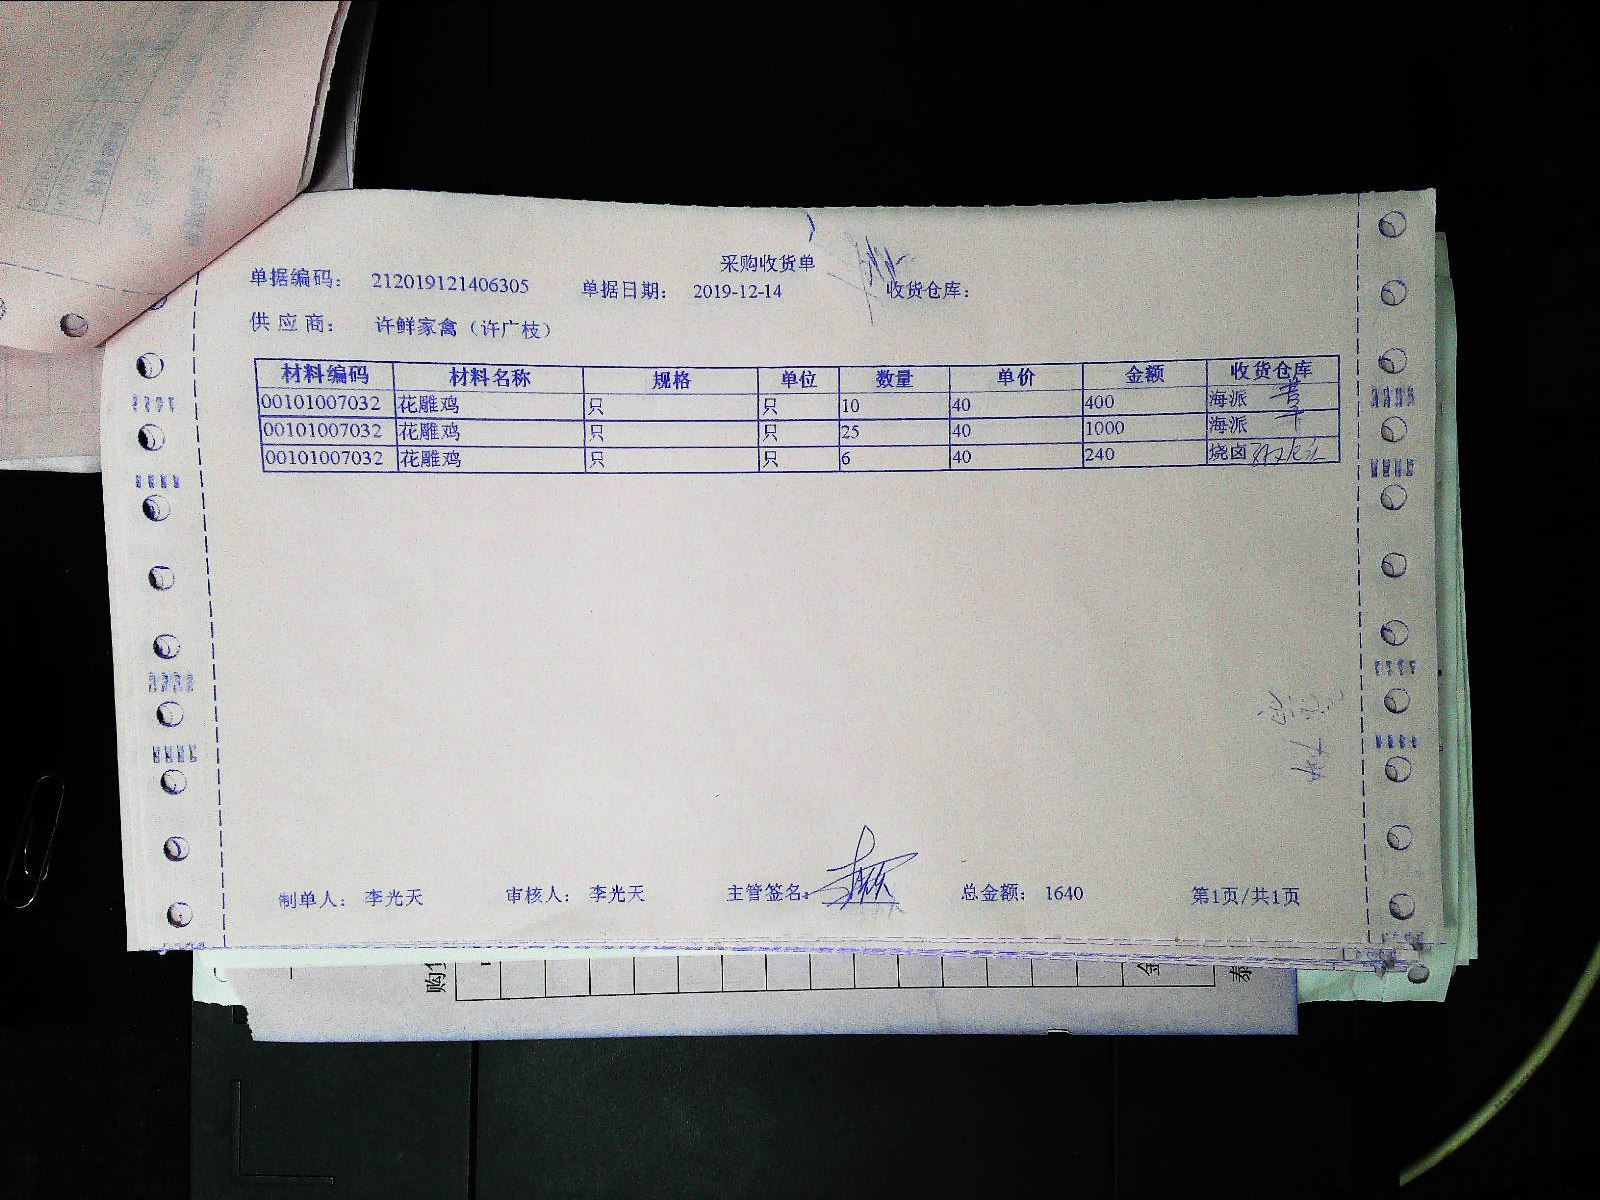 采购收货单
单据编码： 212019121406305 单据日期： 2019-12-14 收货仓库：
供 应 商： 许鲜家禽（许广枝）
材料编码 材料名称 规格 单位 数量 单价 金额 收货仓库
00101007032 花雕鸡 只 只 10 40 400 海派
00101007032 花雕鸡 只 只 25 40 1000 海派
00101007032 花雕鸡 只 只 6 40 240 烧卤
制单人： 李光天 审核人： 李光天 主管签名： 总金额： 1640 第1页/共1页
购 金 泰